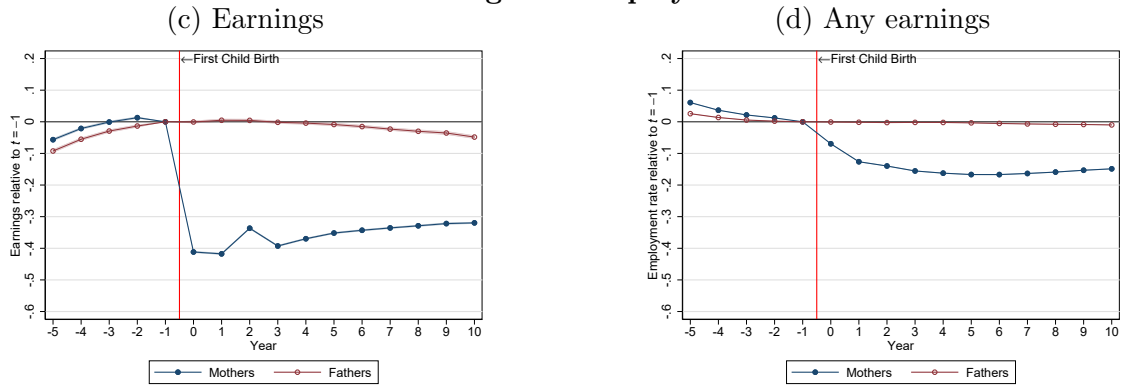 (c) Earnings
Earnings relative to t = −1
.2
.1
0
-.1
-.2
-.3
-.4
-.5
-.6
←First Child Birth
-5 -4 -3 -2 -1 0 1 2 3 4 5 6 7 8 9 10
Year
Mothers Fathers
(d) Any earnings
Employment rate relative to t = −1
.2
.1
0
-.1
-.2
-.3
-.4
-.5
-.6
←First Child Birth
-5 -4 -3 -2 -1 0 1 2 3 4 5 6 7 8 9 10
Year
Mothers Fathers